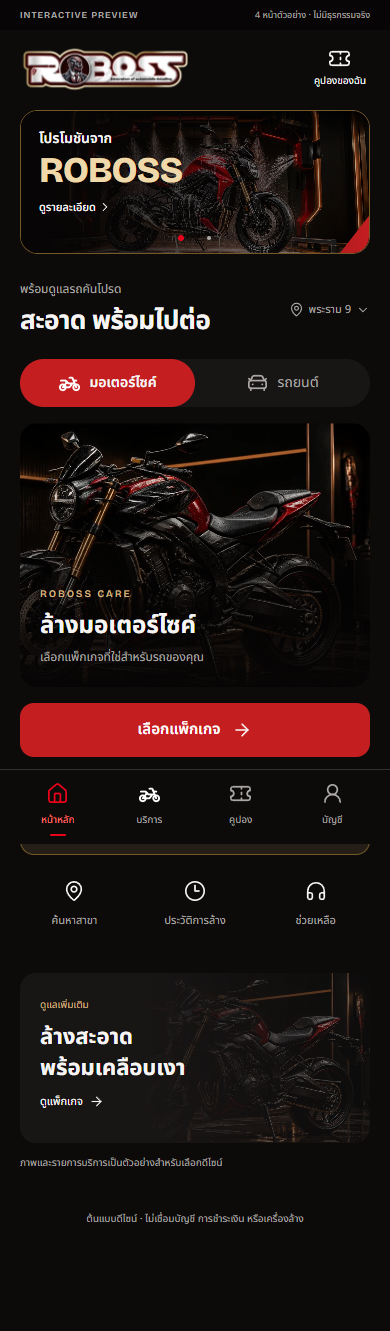 INTERACTIVE PREVIEW
4 หน้าตัวอย่าง · ไม่มีธุรกรรมจริง
ROBOSS
คูปองของฉัน
โปรโมชันจาก
ROBOSS
ดูรายละเอียด
พร้อมดูแลรถคันโปรด
สะอาด พร้อมไปต่อ
พระราม 9
มอเตอร์ไซค์
รถยนต์
ROBOSS CARE
ล้างมอเตอร์ไซค์
เลือกแพ็กเกจที่ใช่สำหรับรถของคุณ
เลือกแพ็กเกจ
หน้าหลัก
บริการ
คูปอง
บัญชี
ค้นหาสาขา
ประวัติการล้าง
ช่วยเหลือ
ดูแลเพิ่มเติม
ล้างสะอาด
พร้อมเคลือบเงา
ดูแพ็กเกจ
ภาพและรายการบริการเป็นตัวอย่างสำหรับเลือกดีไซน์
ต้นแบบดีไซน์ · ไม่เชื่อมบัญชี การชำระเงิน หรือเครื่องล้าง